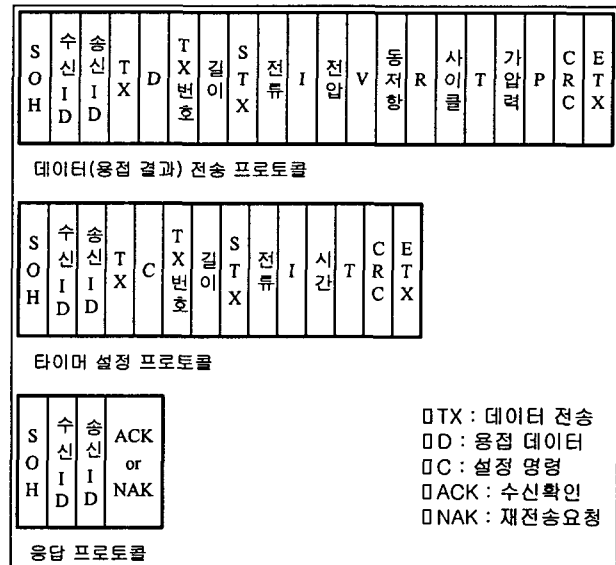 SOH 수신ID 송신ID TX D TX번호 길이 STX 전류 I 전압 V 동저항 R 사이클 T 가압력 P CRC ETX
데이터(용접 결과) 전송 프로토콜
SOH 수신ID 송신ID TX C TX번호 길이 STX 전류 I 시간 T CRC ETX
타이머 설정 프로토콜
SOH 수신ID 송신ID ACK or NAK
▯TX : 데이터 전송
▯D : 용접 데이터
▯C : 설정 명령
▯ACK : 수신확인
▯NAK : 재전송요청
응답 프로토콜